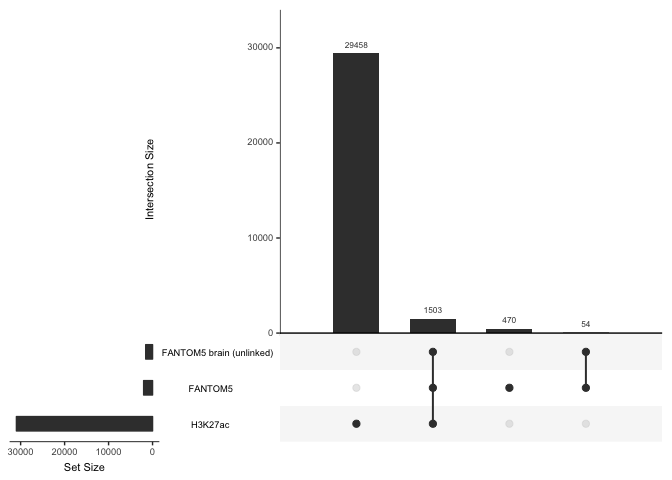 29458
30000
20000
Intersection Size
10000
1503
470
54
0
FANTOM5 brain (unlinked)
FANTOM5
H3K27ac
30000 20000 10000 0
Set Size